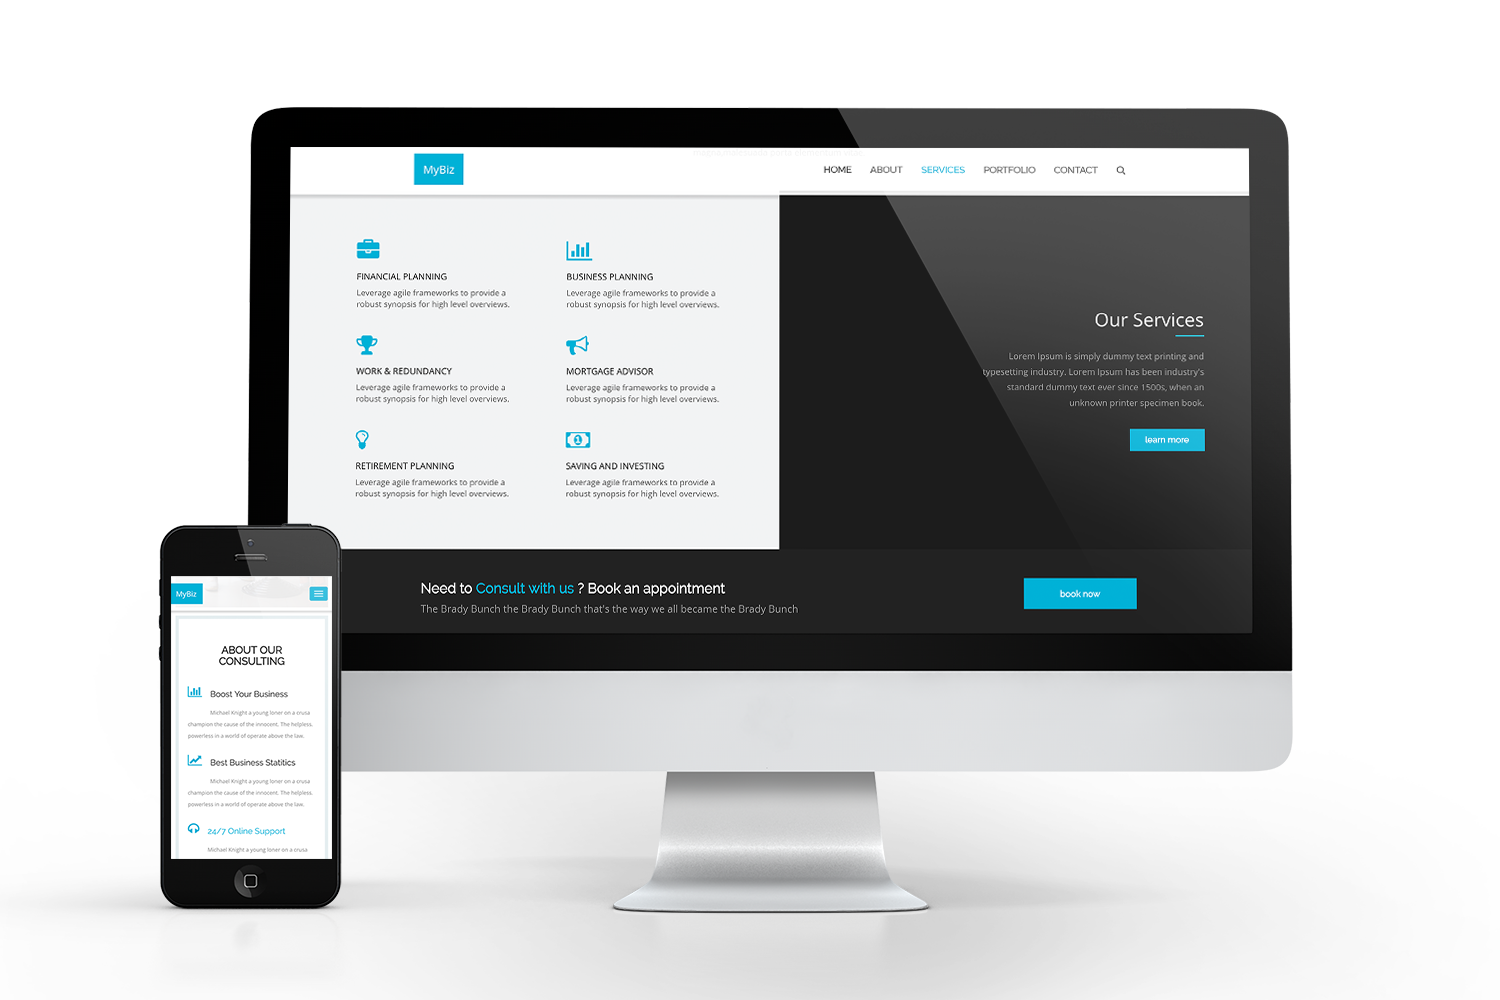 MyBiz
HOME ABOUT SERVICES PORTFOLIO CONTACT
FINANCIAL PLANNING
Leverage agile frameworks to provide a
robust synopsis for high level overviews.
BUSINESS PLANNING
Leverage agile frameworks to provide a
robust synopsis for high level overviews.
WORK & REDUNDANCY
Leverage agile frameworks to provide a
robust synopsis for high level overviews.
MORTGAGE ADVISOR
Leverage agile frameworks to provide a
robust synopsis for high level overviews.
RETIREMENT PLANNING
Leverage agile frameworks to provide a
robust synopsis for high level overviews.
SAVING AND INVESTING
Leverage agile frameworks to provide a
robust synopsis for high level overviews.
Our Services
Lorem Ipsum is simply dummy text printing and
typesetting industry. Lorem Ipsum has been industry's
standard dummy text ever since 1500s, when an
unknown printer specimen book.
learn more
Need to Consult with us ? Book an appointment
The Brady Bunch the Brady Bunch that's the way we all became the Brady Bunch
book now
MyBiz
ABOUT OUR
CONSULTING
Boost Your Business
Michael Knight a young loner on a crusa
champion the cause of the innocent. The helpless.
powerless in a world of operate above the law.
Best Business Statitics
Michael Knight a young loner on a crusa
champion the cause of the innocent. The helpless.
powerless in a world of operate above the law.
24/7 Online Support
Michael Knight a young loner on a crusa